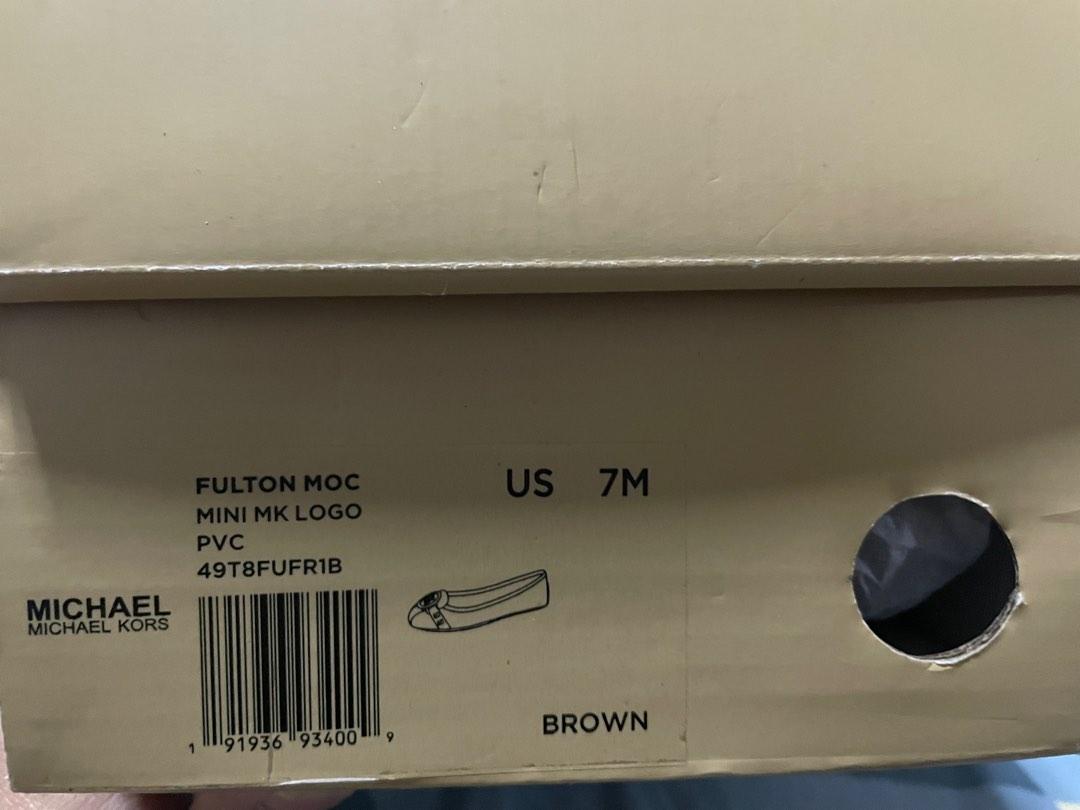 FULTON MOC
MINI MK LOGO
PVC
49T8FUFR1B
US 7M
MICHAEL
MICHAEL KORS
1 91936 93400 9
BROWN